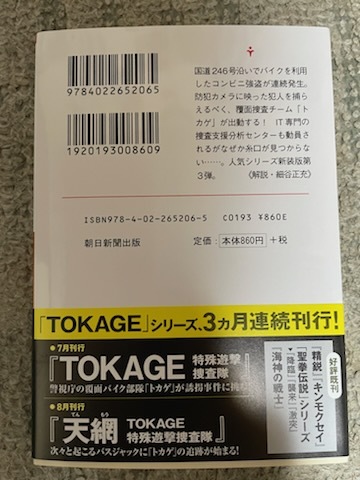 9784022652065
1920193008609
国道246号沿いでバイクを利用
したコンビニ強盗が連続発生。
防犯カメラに映った犯人を捕ら
えるべく、覆面捜査チーム「ト
カゲ」が出動する！ IT専門の
捜査支援分析センターも動員さ
れるがなぜか糸口が見つからな
い……。人気シリーズ新装版第
3弾。 《解説・細谷正充》
ISBN978-4-02-265206-5 C0193 ¥860E
朝日新聞出版
定価：本体860円＋税
「TOKAGE」シリーズ、3カ月連続刊行！
●7月刊行
『TOKAGE 特殊遊撃捜査隊』
警視庁の覆面バイク部隊「トカゲ」が誘拐事件に挑む
●8月刊行
てん もう
『天網 TOKAGE 特殊遊撃捜査隊』
次々と起こるバスジャックに「トカゲ」の追跡が始まる！
好評既刊
『精鋭』『キンモクセイ』
「聖拳伝説」シリーズ
▼『降臨』『襲来』『激突』
『海神の戦士』